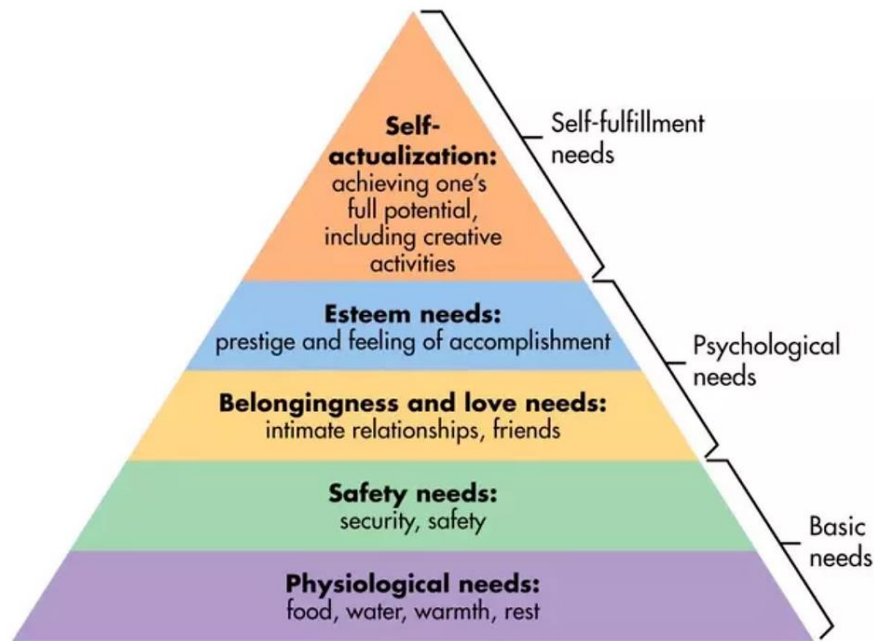 Self-
actualization:
achieving one's
full potential,
including creative
activities
Self-fulfillment
needs
Esteem needs:
prestige and feeling of accomplishment
Psychological
needs
Belongingness and love needs:
intimate relationships, friends
Safety needs:
security, safety
Basic
needs
Physiological needs:
food, water, warmth, rest